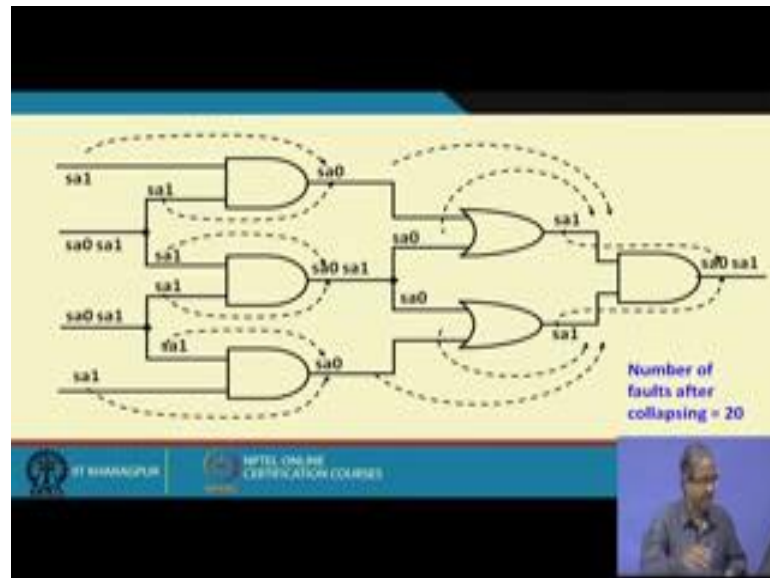 sa1
sa1
sa0
sa0 sa1
sa1
sa1
sa0 sa1
sa0 sa1
sa1
sa1
sa0
sa0
sa0
sa1
sa1
sa0 sa1
Number of
faults after
collapsing = 20
IIT KHARAGPUR
NPTEL ONLINE
CERTIFICATION COURSES